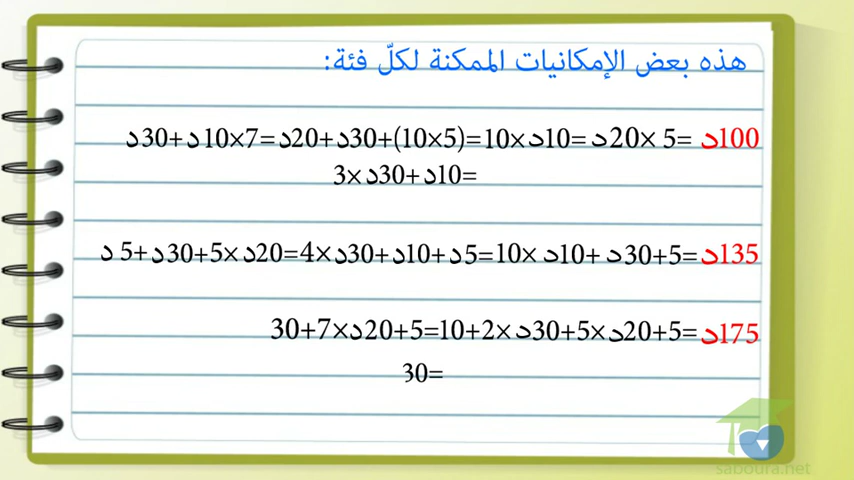 هذه بعض الإمكانيات الممكنة لكلّ فئة:
100د =5 ×20د =10د×10=(5×10)+30د+20د=7×10د+30د
=10د+30د×3
135د=5+30د +10د ×10=5د+10د+30د×4=20د×5+30د+5 د
175د=5+20د×5+30د×2+10=5+20د×7+30
=30
saboura.net